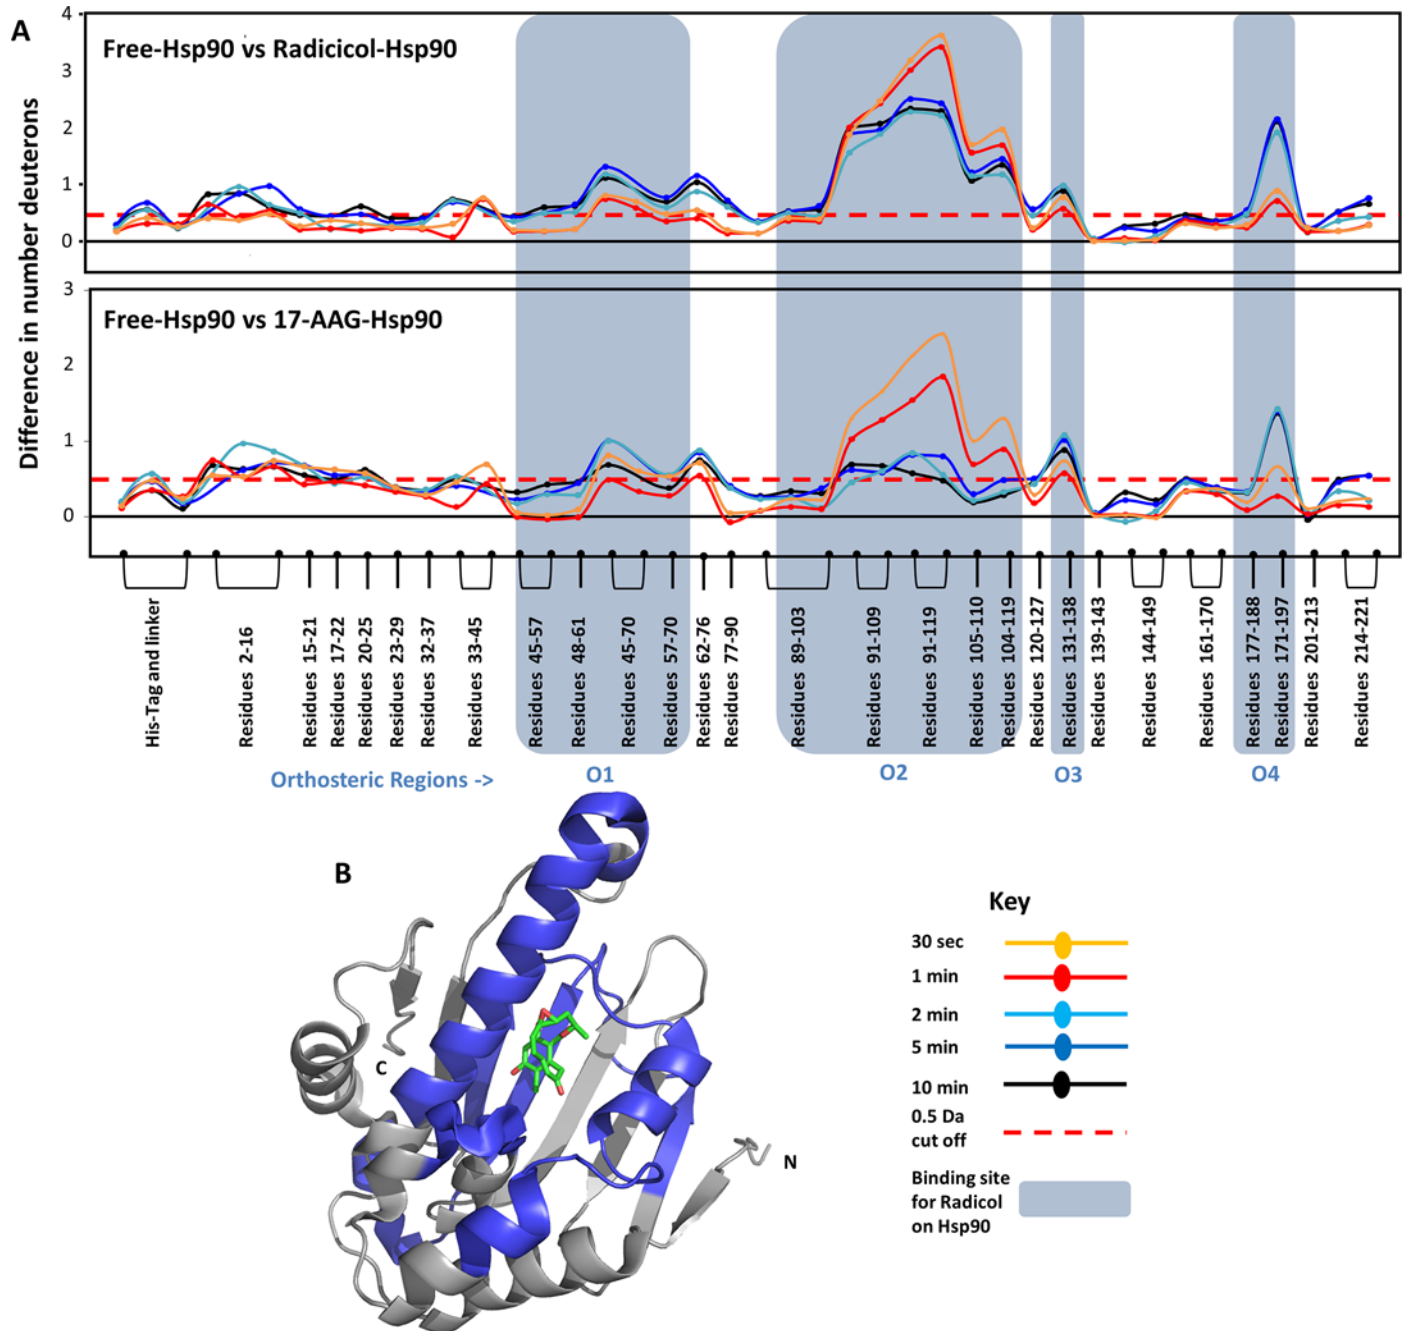 A
Free-Hsp90 vs Radicicol-Hsp90
4
3
2
1
0
Difference in number deuterons
Free-Hsp90 vs 17-AAG-Hsp90
3
2
1
0
His-Tag and linker
Residues 2-16
Residues 15-21
Residues 17-22
Residues 20-25
Residues 23-29
Residues 32-37
Residues 33-45
Residues 45-57
Residues 48-61
Residues 45-70
Residues 57-70
Residues 62-76
Residues 77-90
Residues 89-103
Residues 91-109
Residues 91-119
Residues 105-110
Residues 104-119
Residues 120-127
Residues 131-138
Residues 139-143
Residues 144-149
Residues 161-170
Residues 177-188
Residues 171-197
Residues 201-213
Residues 214-221
Orthosteric Regions -> O1 O2 O3 O4
B
C
N
Key
30 sec
1 min
2 min
5 min
10 min
0.5 Da
cut off
Binding site
for Radicol
on Hsp90